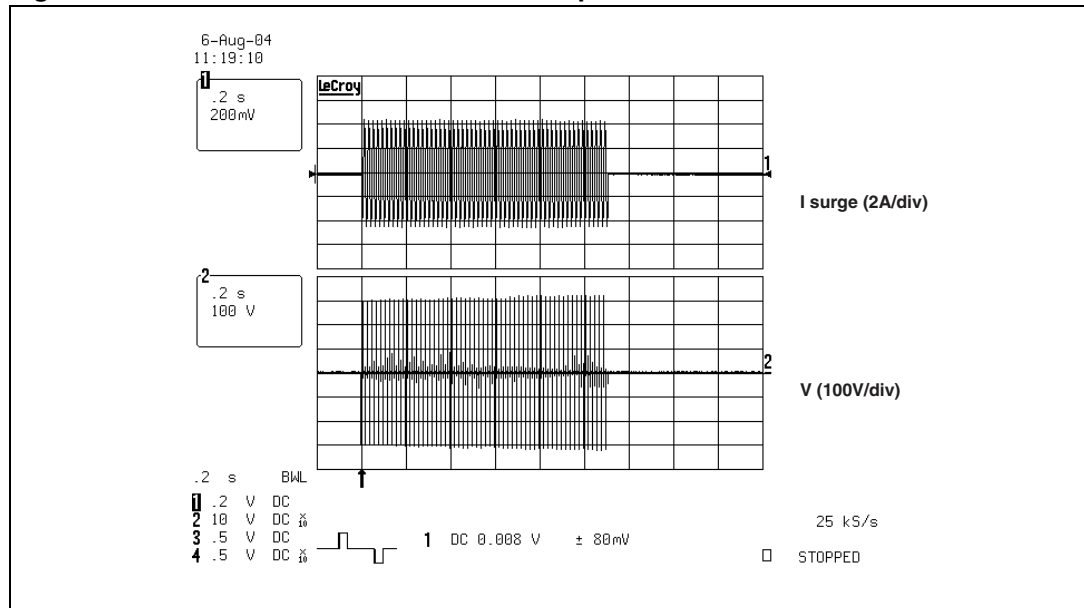 6-Aug-04
11:19:10
1
.2 s
200mV
LeCroy
1
I surge (2A/div)
2
.2 s
100 V
2
V (100V/div)
.2 s BWL
1 .2 V DC
2 10 V DC X10
3 .5 V DC
4 .5 V DC X10
1 DC 0.008 V ± 80mV
25 kS/s
STOPPED